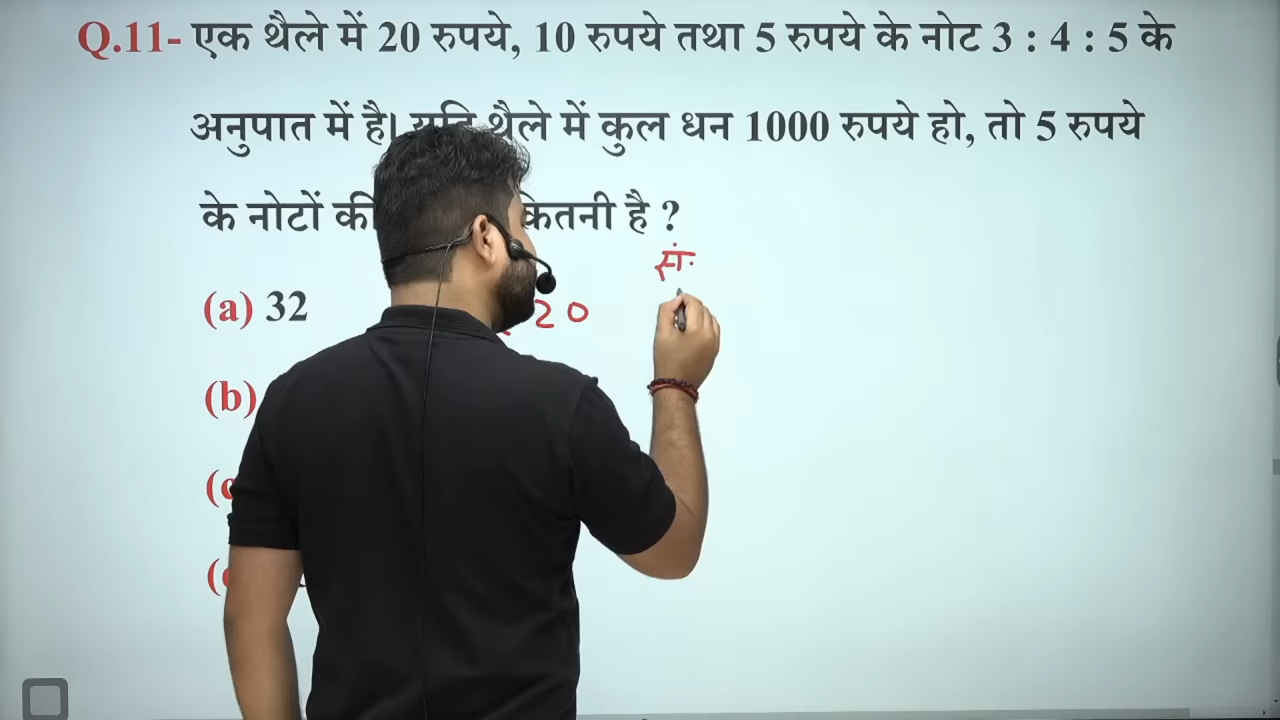 Q.11- एक थैले में 20 रुपये, 10 रुपये तथा 5 रुपये के नोट 3 : 4 : 5 के
अनुपात में है। यदि थैले में कुल धन 1000 रुपये हो, तो 5 रुपये
के नोटों की कितनी है ?
सं.
(a) 32
20
(b)